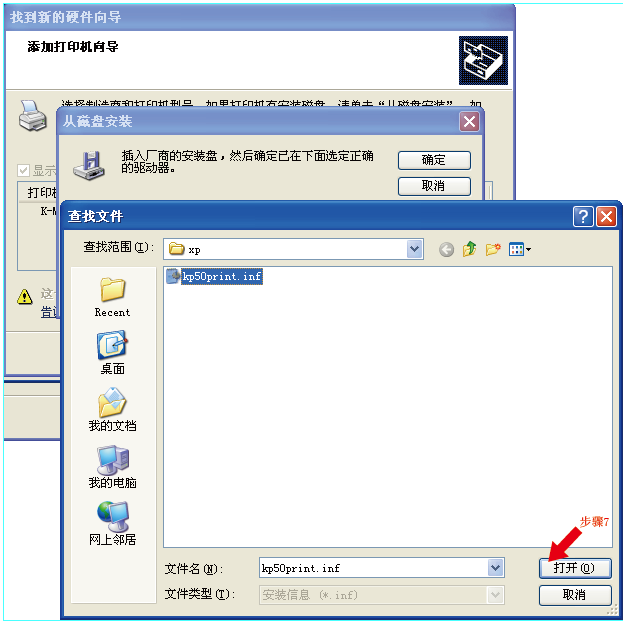 找到新的硬件向导
添加打印机向导
选择制造商和打印机型号。如果打印机有安装磁盘，请单击“从磁盘安装”。如
从磁盘安装
插入厂商的安装盘，然后确定已在下面选定正确
的驱动器。
确定
取消
显示
打印机
K-M
这
告诉
查找文件
查找范围(I):
xp
kp50print.inf
Recent
桌面
我的文档
我的电脑
网上邻居
步骤7
文件名(N):
kp50print.inf
打开(O)
文件类型(T):
安装信息 (*.inf)
取消